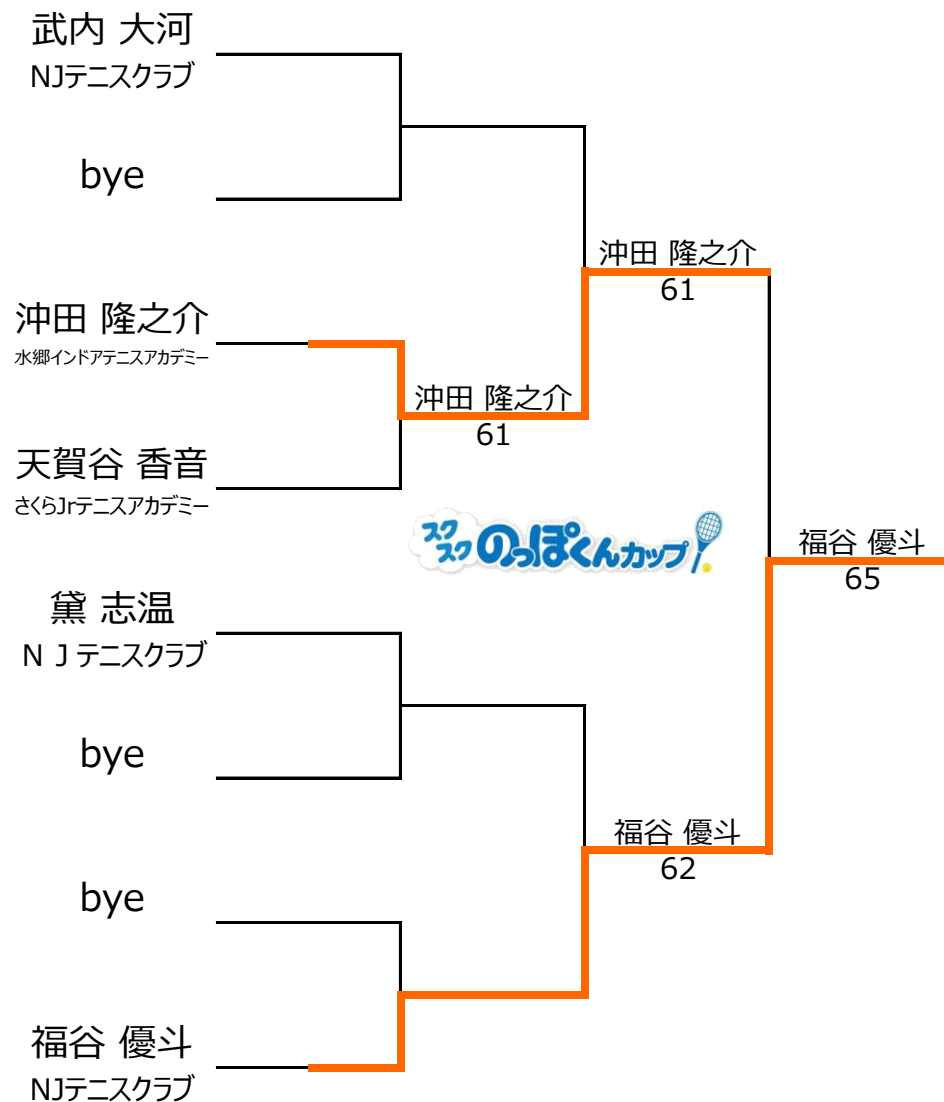 武内 大河
NJテニスクラブ
bye
沖田 隆之介
61
沖田 隆之介
水郷インドアテニスアカデミー
沖田 隆之介
61
天賀谷 香音
さくらJrテニスアカデミー
スクスクのっぽくんカップ
福谷 優斗
65
黛 志温
N J テニスクラブ
bye
福谷 優斗
62
bye
福谷 優斗
NJテニスクラブ